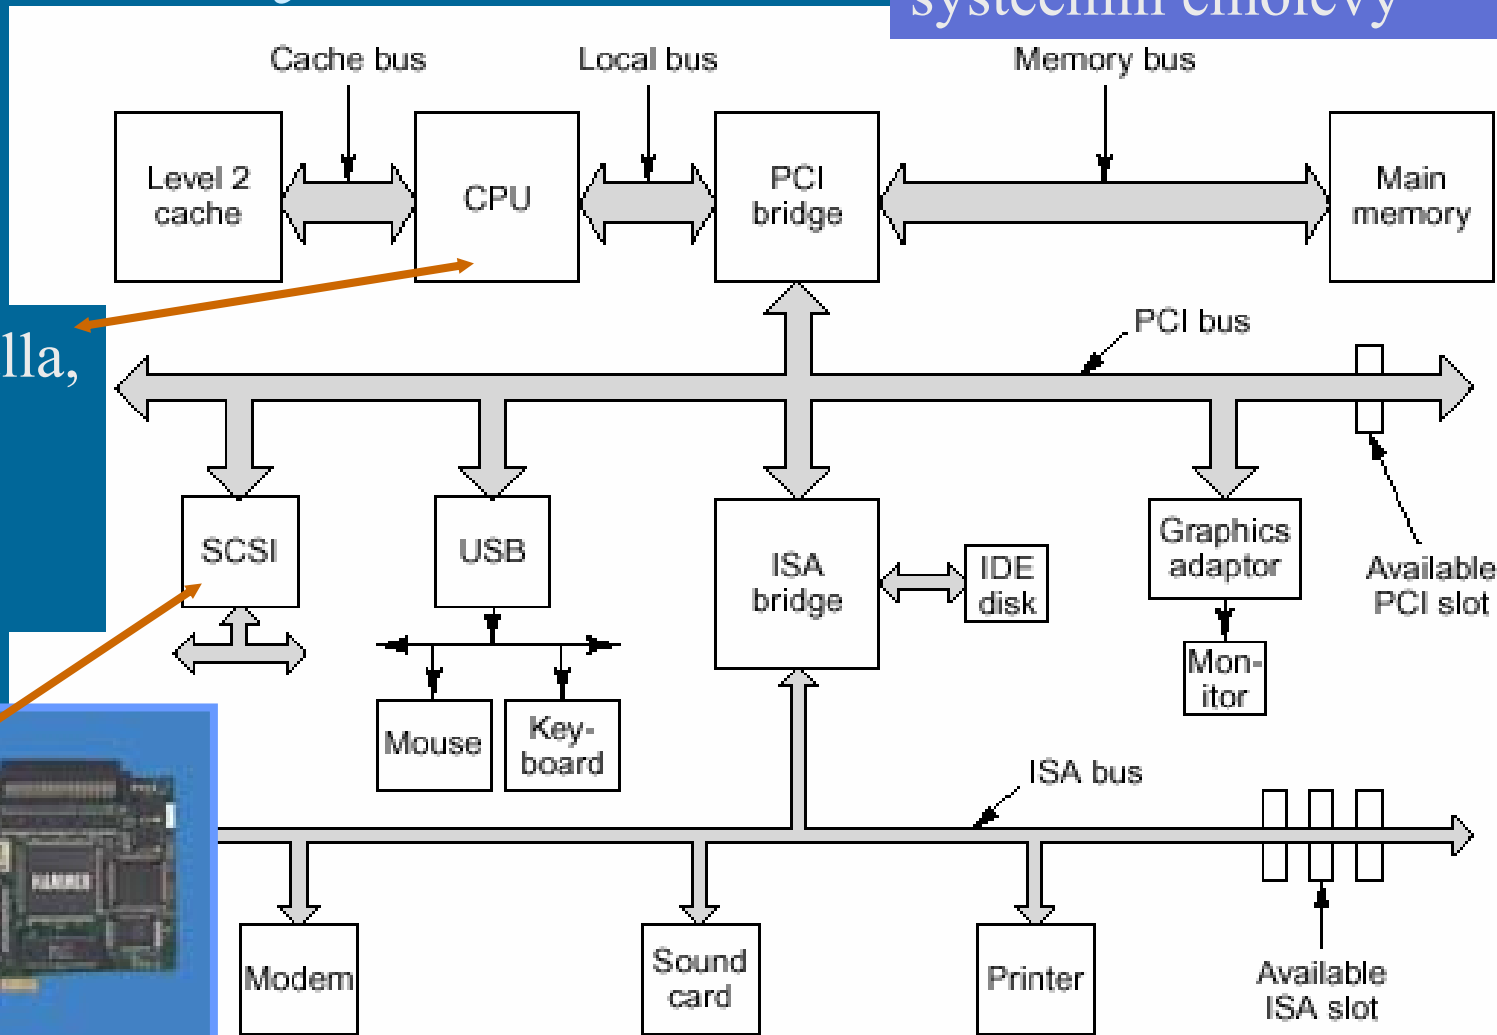 Cache bus
Local bus
Memory bus
Level 2
cache
CPU
PCI
bridge
Main
memory
PCI bus
lla,
SCSI
USB
ISA
bridge
IDE
disk
Graphics
adaptor
Available
PCI slot
Mon-
itor
Mouse
Key-
board
ISA bus
HAMMER
Modem
Sound
card
Printer
Available
ISA slot